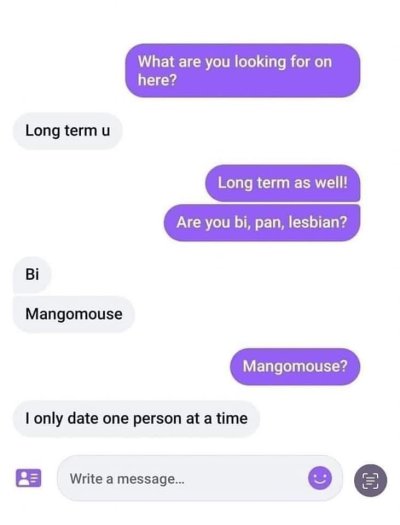 What are you looking for on
here?
Long term u
Long term as well!
Are you bi, pan, lesbian?
Bi
Mangomouse
Mangomouse?
I only date one person at a time
Write a message...